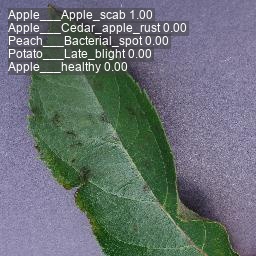 Apple___Apple_scab 1.00
Apple___Cedar_apple_rust 0.00
Peach___Bacterial_spot 0.00
Potato___Late_blight 0.00
Apple___healthy 0.00